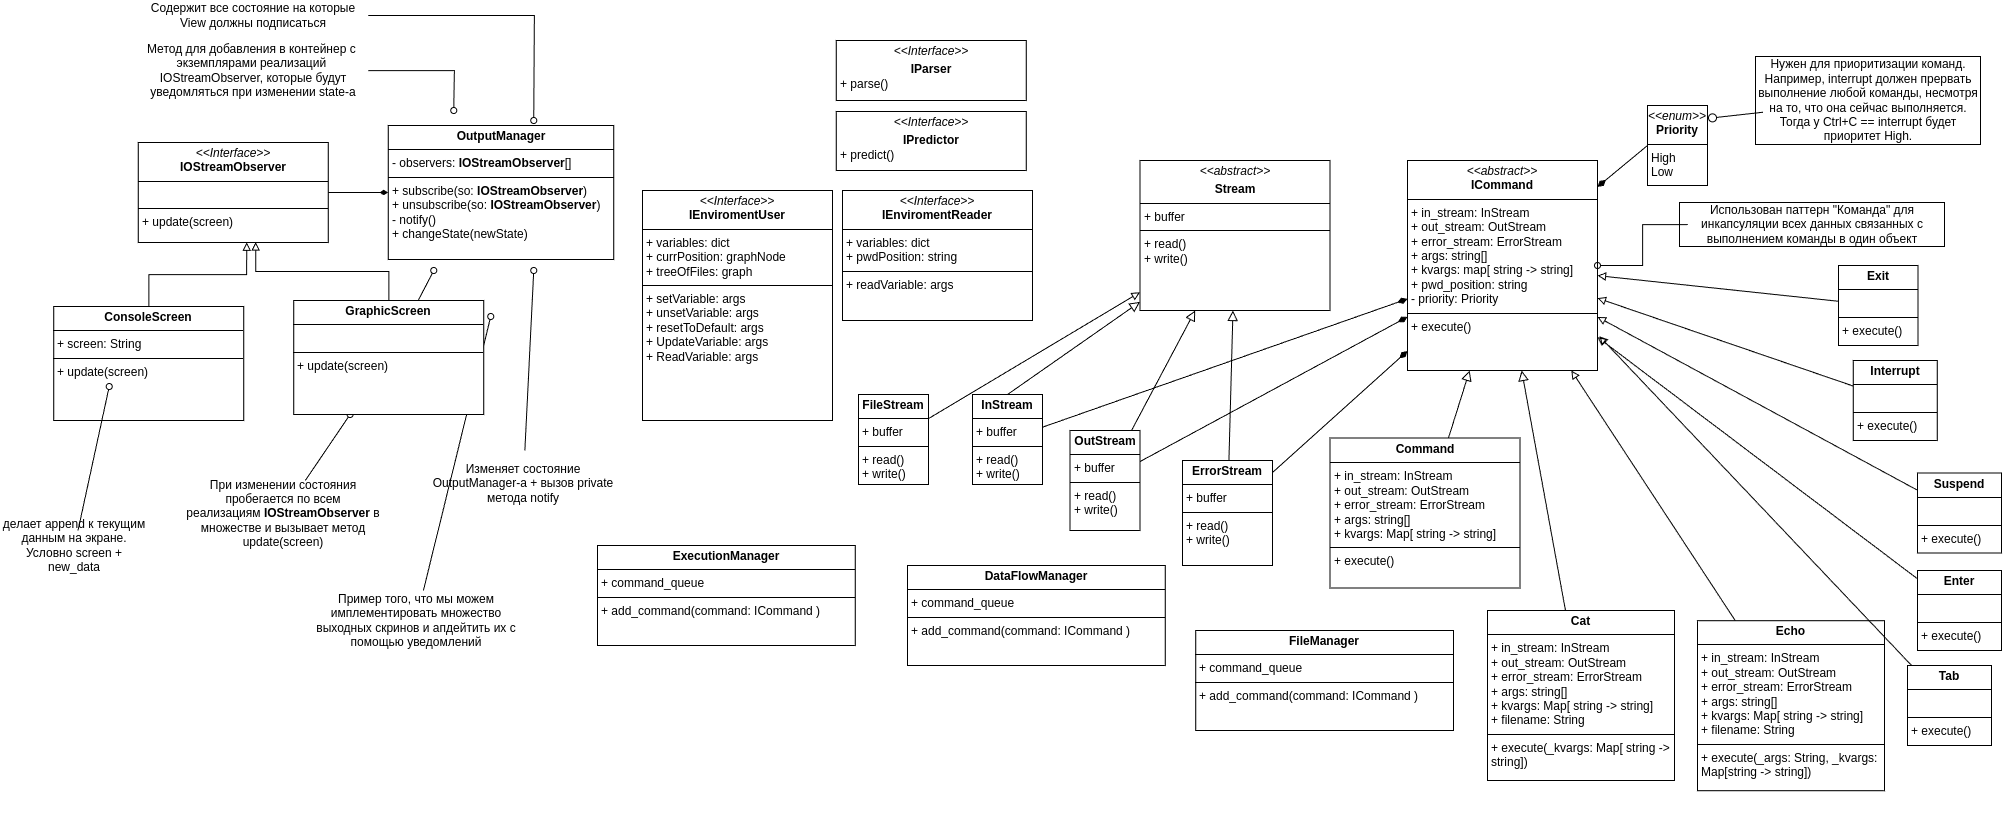 Содержит все состояние на которые
View должны подписаться
Метод для добавления в контейнер с
экземплярами реализаций
IOStreamObserver, которые будут
уведомляться при изменении state-a
<<Interface>>
IOStreamObserver
+ update(screen)
OutputManager
- observers: IOStreamObserver[]
+ subscribe(so: IOStreamObserver)
+ unsubscribe(so: IOStreamObserver)
- notify()
+ changeState(newState)
ConsoleScreen
+ screen: String
+ update(screen)
GraphicScreen
+ update(screen)
делает append к текущим
данным на экране.
Условно screen +
new_data
При изменении состояния
пробегается по всем
реализациям IOStreamObserver в
множестве и вызывает метод
update(screen)
Изменяет состояние
OutputManager-a + вызов private
метода notify
Пример того, что мы можем
имплементировать множество
выходных скринов и апдейтить их с
помощью уведомлений
<<Interface>>
IParser
+ parse()
<<Interface>>
IPredictor
+ predict()
<<Interface>>
IEnviromentUser
+ variables: dict
+ currPosition: graphNode
+ treeOfFiles: graph
+ setVariable: args
+ unsetVariable: args
+ resetToDefault: args
+ UpdateVariable: args
+ ReadVariable: args
<<Interface>>
IEnviromentReader
+ variables: dict
+ pwdPosition: string
+ readVariable: args
<<abstract>>
Stream
+ buffer
+ read()
+ write()
FileStream
+ buffer
+ read()
+ write()
InStream
+ buffer
+ read()
+ write()
OutStream
+ buffer
+ read()
+ write()
ErrorStream
+ buffer
+ read()
+ write()
<<abstract>>
ICommand
+ in_stream: InStream
+ out_stream: OutStream
+ error_stream: ErrorStream
+ args: string[]
+ kvargs: map[ string -> string]
+ pwd_position: string
- priority: Priority
+ execute()
<<enum>>
Priority
High
Low
Нужен для приоритизации команд.
Например, interrupt должен прервать
выполнение любой команды, несмотря
на то, что она сейчас выполняется.
Тогда у Ctrl+C == interrupt будет
приоритет High.
Использован паттерн "Команда" для
инкапсуляции всех данных связанных с
выполнением команды в один объект
Exit
+ execute()
Interrupt
+ execute()
Suspend
+ execute()
Enter
+ execute()
Tab
+ execute()
Command
+ in_stream: InStream
+ out_stream: OutStream
+ error_stream: ErrorStream
+ args: string[]
+ kvargs: Map[ string -> string]
+ execute()
Cat
+ in_stream: InStream
+ out_stream: OutStream
+ error_stream: ErrorStream
+ args: string[]
+ kvargs: Map[ string -> string]
+ filename: String
+ execute(_kvargs: Map[ string ->
string])
Echo
+ in_stream: InStream
+ out_stream: OutStream
+ error_stream: ErrorStream
+ args: string[]
+ kvargs: Map[ string -> string]
+ filename: String
+ execute(_args: String, _kvargs:
Map[string -> string])
ExecutionManager
+ command_queue
+ add_command(command: ICommand )
DataFlowManager
+ command_queue
+ add_command(command: ICommand )
FileManager
+ command_queue
+ add_command(command: ICommand )